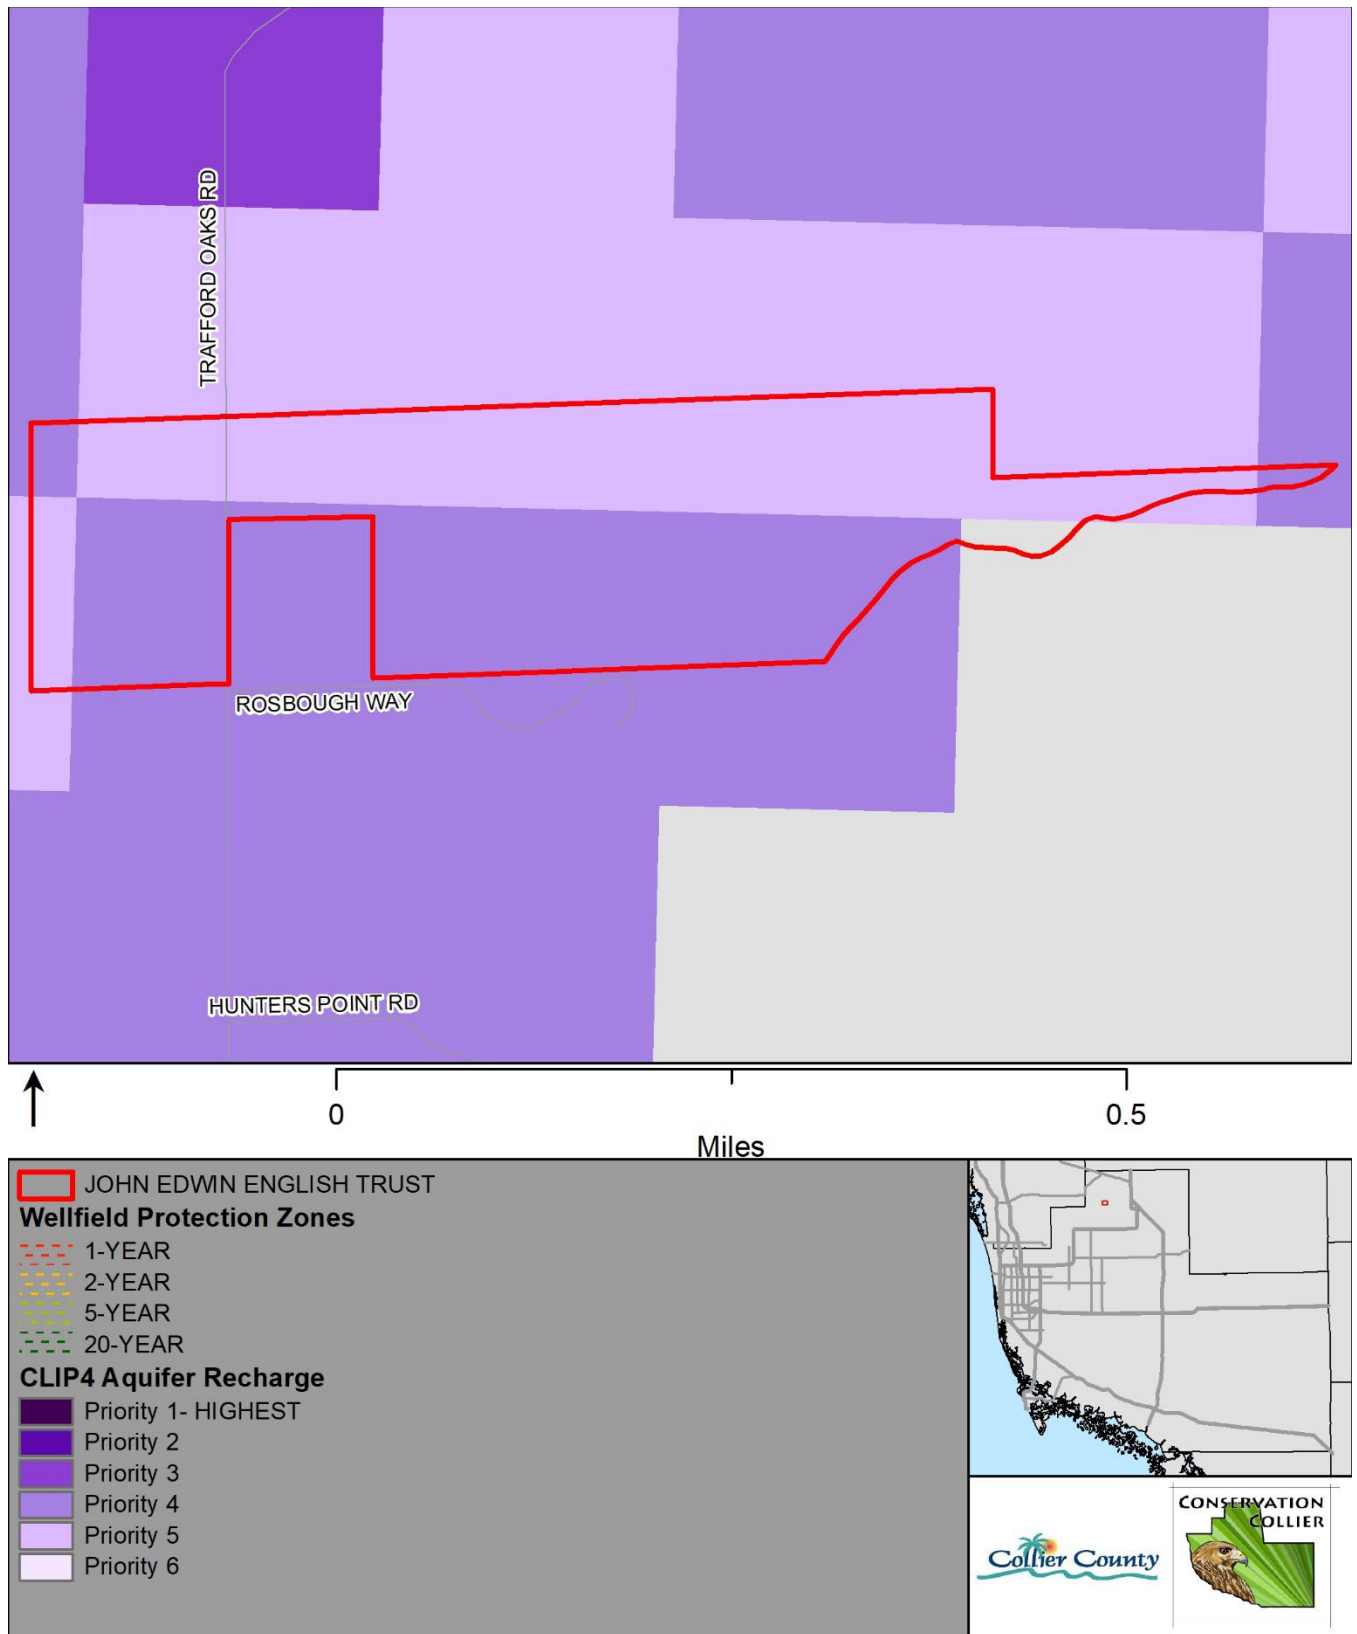 TRAFFORD OAKS RD
ROSBOUGH WAY
HUNTERS POINT RD
0
0.5
Miles
JOHN EDWIN ENGLISH TRUST
Wellfield Protection Zones
1-YEAR
2-YEAR
5-YEAR
20-YEAR
CLIP4 Aquifer Recharge
Priority 1- HIGHEST
Priority 2
Priority 3
Priority 4
Priority 5
Priority 6
Collier County
CONSERVATION
COLLIER